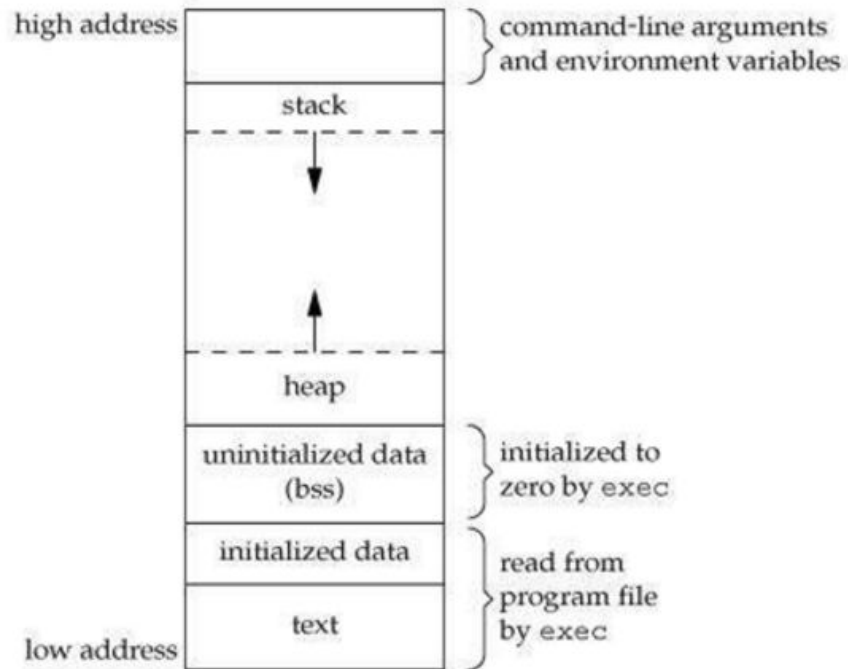 high address
command-line arguments
and environment variables
stack
heap
uninitialized data
(bss)
initialized to
zero by exec
initialized data
read from
program file
by exec
text
low address